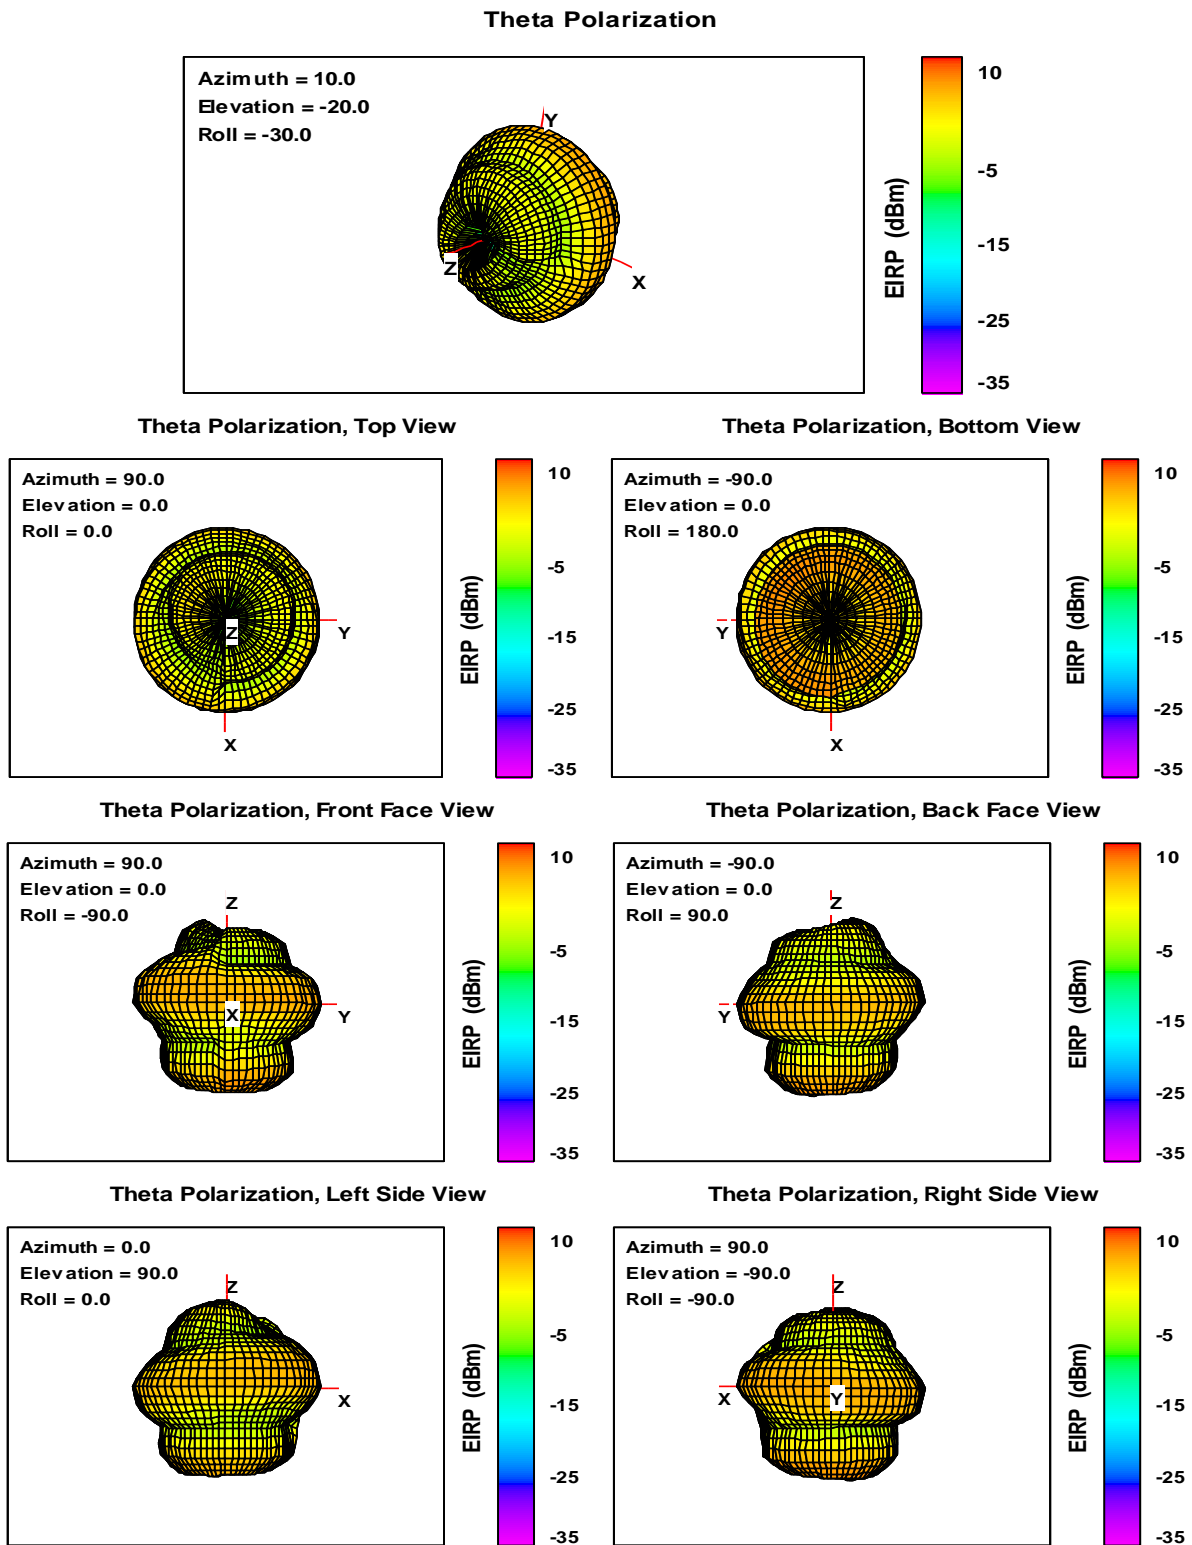 Theta Polarization
Azimuth = 10.0
Elevation = -20.0
Roll = -30.0
Y
Z
X
EIRP (dBm)
10
-5
-15
-25
-35
Theta Polarization, Top View
Azimuth = 90.0
Elevation = 0.0
Roll = 0.0
Z
Y
X
EIRP (dBm)
10
-5
-15
-25
-35
Theta Polarization, Bottom View
Azimuth = -90.0
Elevation = 0.0
Roll = 180.0
Y
X
EIRP (dBm)
10
-5
-15
-25
-35
Theta Polarization, Front Face View
Azimuth = 90.0
Elevation = 0.0
Roll = -90.0
Z
X
Y
EIRP (dBm)
10
-5
-15
-25
-35
Theta Polarization, Back Face View
Azimuth = -90.0
Elevation = 0.0
Roll = 90.0
Z
Y
EIRP (dBm)
10
-5
-15
-25
-35
Theta Polarization, Left Side View
Azimuth = 0.0
Elevation = 90.0
Roll = 0.0
Z
X
EIRP (dBm)
10
-5
-15
-25
-35
Theta Polarization, Right Side View
Azimuth = 90.0
Elevation = -90.0
Roll = -90.0
Z
X
Y
EIRP (dBm)
10
-5
-15
-25
-35